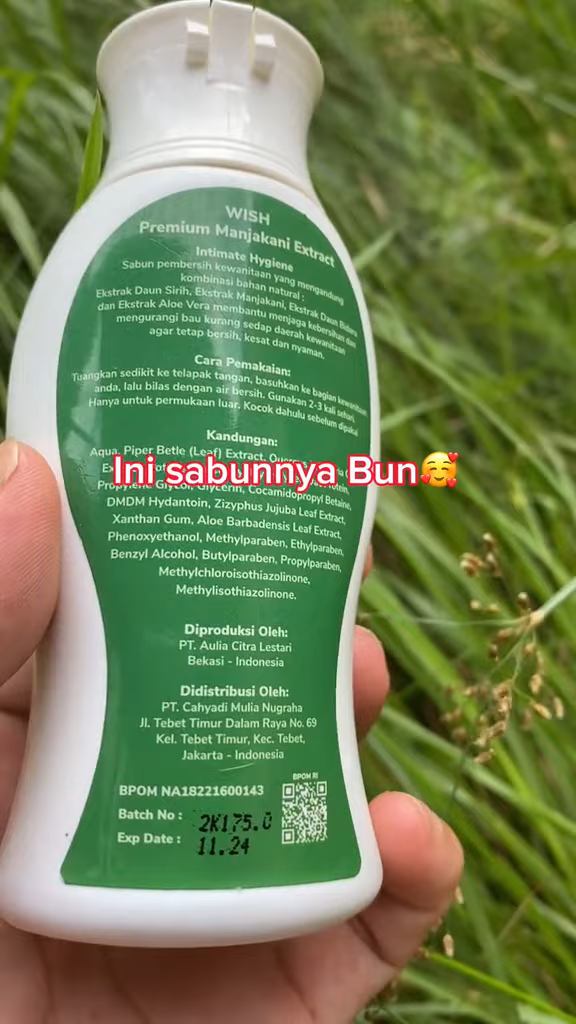 WISH
Premium Manjakani Extract
Intimate Hygiene
Sabun pembersih kewanitaan yang mengandung
kombinasi bahan natural :
Ekstrak Daun Sirih, Ekstrak Manjakani, Ekstrak Daun Bidara
dan Ekstrak Aloe Vera membantu menjaga kebersihan dan
mengurangi bau kurang sedap daerah kewanitaan
agar tetap bersih, kesat dan nyaman.
Cara Pemakaian:
Tuangkan sedikit ke telapak tangan, basuhkan ke bagian kewanitaan
anda, lalu bilas dengan air bersih. Gunakan 2-3 kali sehari.
Hanya untuk permukaan luar. Kocok dahulu sebelum dipakai
Kandungan:
Aqua, Piper Betle (Leaf) Extract,
Ini sabunnya Bun🥰
Propylene Glycol, Glycerin, Cocamidopropyl Betaine,
DMDM Hydantoin, Zizyphus Jujuba Leaf Extract,
Xanthan Gum, Aloe Barbadensis Leaf Extract,
Phenoxyethanol, Methylparaben, Ethylparaben,
Benzyl Alcohol, Butylparaben, Propylparaben,
Methylchloroisothiazolinone,
Methylisothiazolinone.
Diproduksi Oleh:
PT. Aulia Citra Lestari
Bekasi - Indonesia
Didistribusi Oleh:
PT. Cahyadi Mulia Nugraha
Jl. Tebet Timur Dalam Raya No. 69
Kel. Tebet Timur, Kec. Tebet,
Jakarta - Indonesia
BPOM RI
BPOM NA18221600143
Batch No : 2K175.0
Exp Date : 11.24